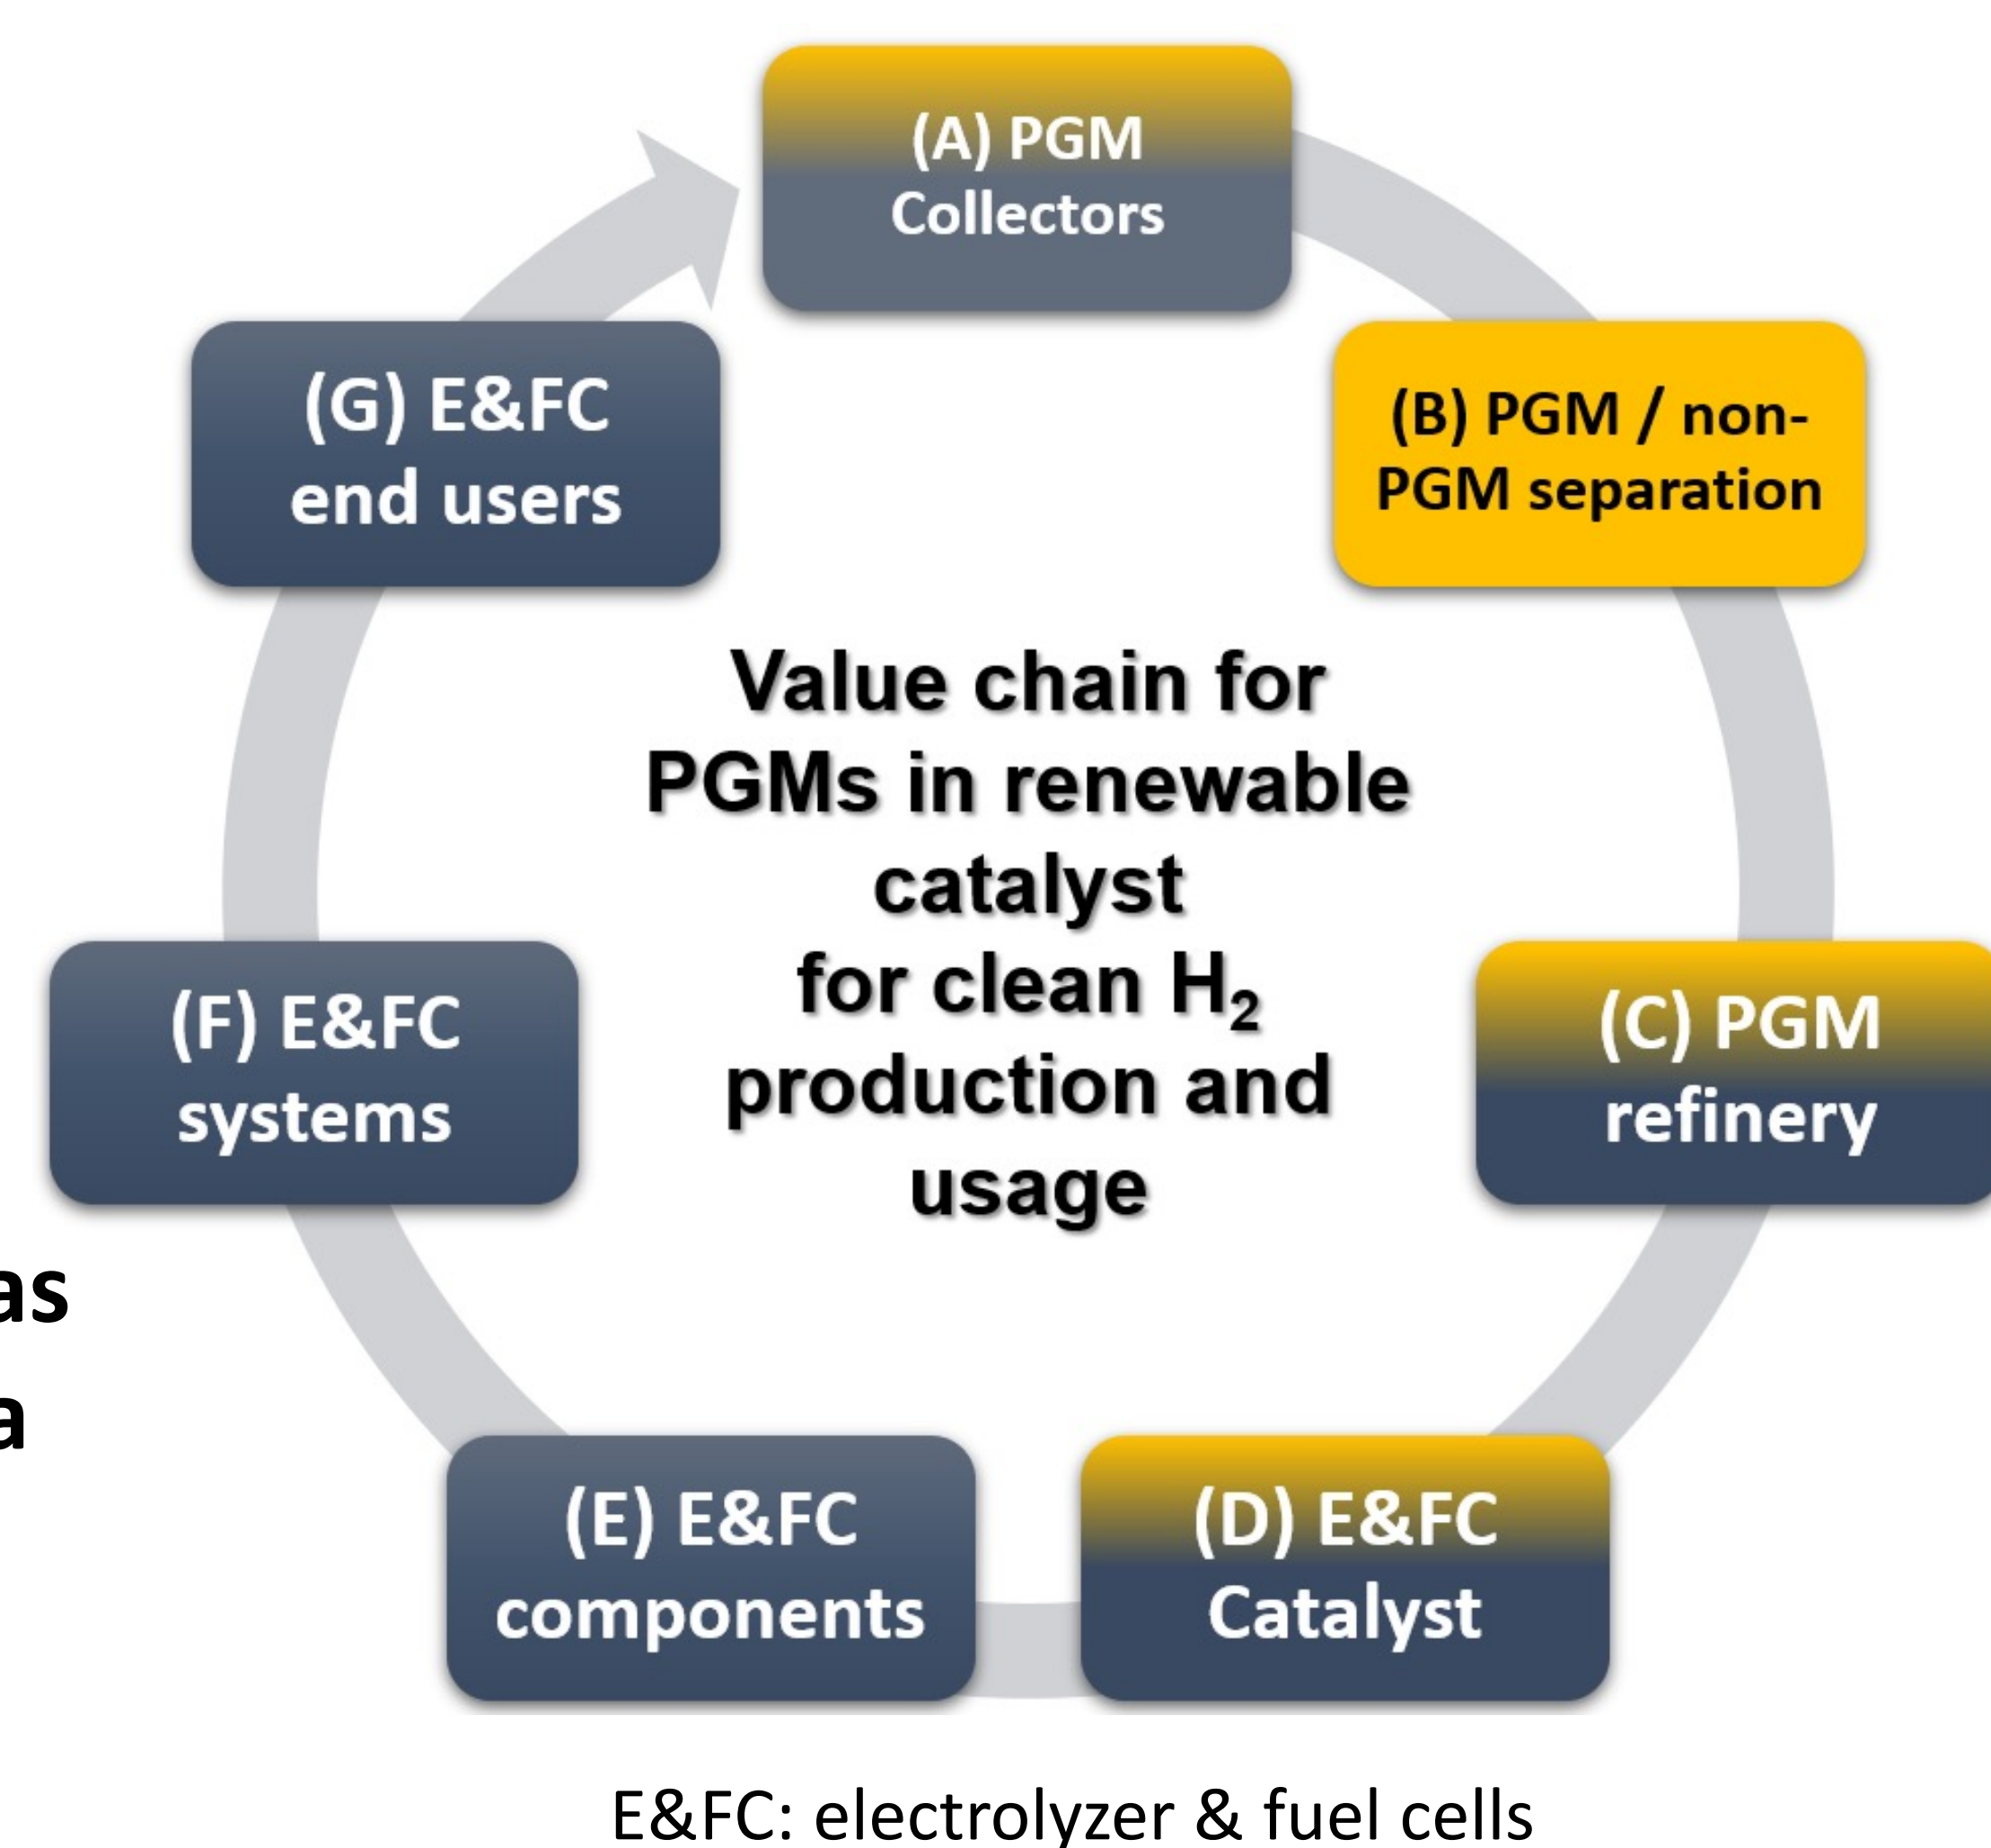 (A) PGM
Collectors
(B) PGM / non-
PGM separation
(C) PGM
refinery
(D) E&FC
Catalyst
(E) E&FC
components
(F) E&FC
systems
(G) E&FC
end users
Value chain for
PGMs in renewable
catalyst
for clean H₂
production and
usage
as
a
E&FC: electrolyzer & fuel cells